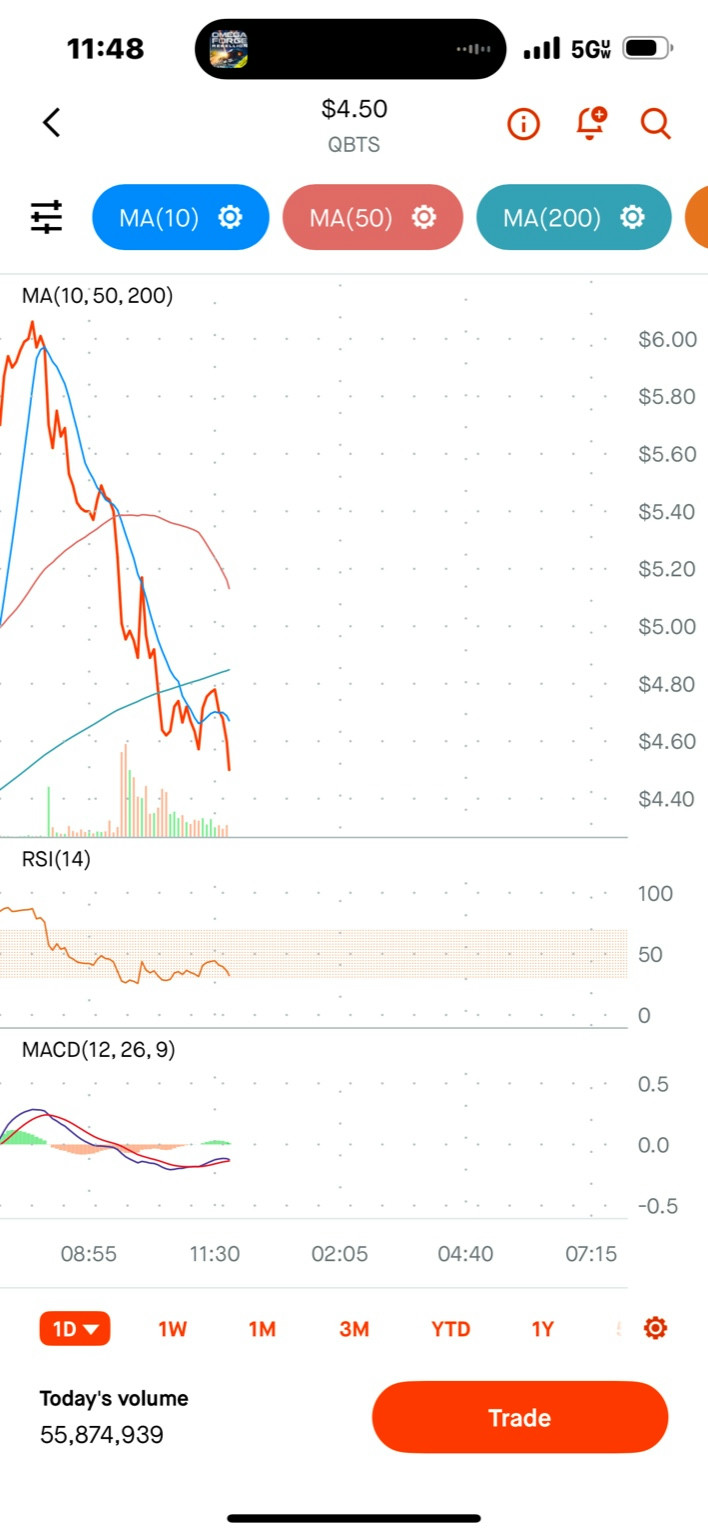 11:48
OMEGA
FORGE
REBELLION
5G UW
$4.50
QBTS
MA(10)
MA(50)
MA(200)
MA(10,50,200)
$6.00
$5.80
$5.60
$5.40
$5.20
$5.00
$4.80
$4.60
$4.40
RSI(14)
100
50
0
MACD(12,26,9)
0.5
0.0
-0.5
08:55 11:30 02:05 04:40 07:15
1D 1W 1M 3M YTD 1Y
Today's volume
55,874,939
Trade